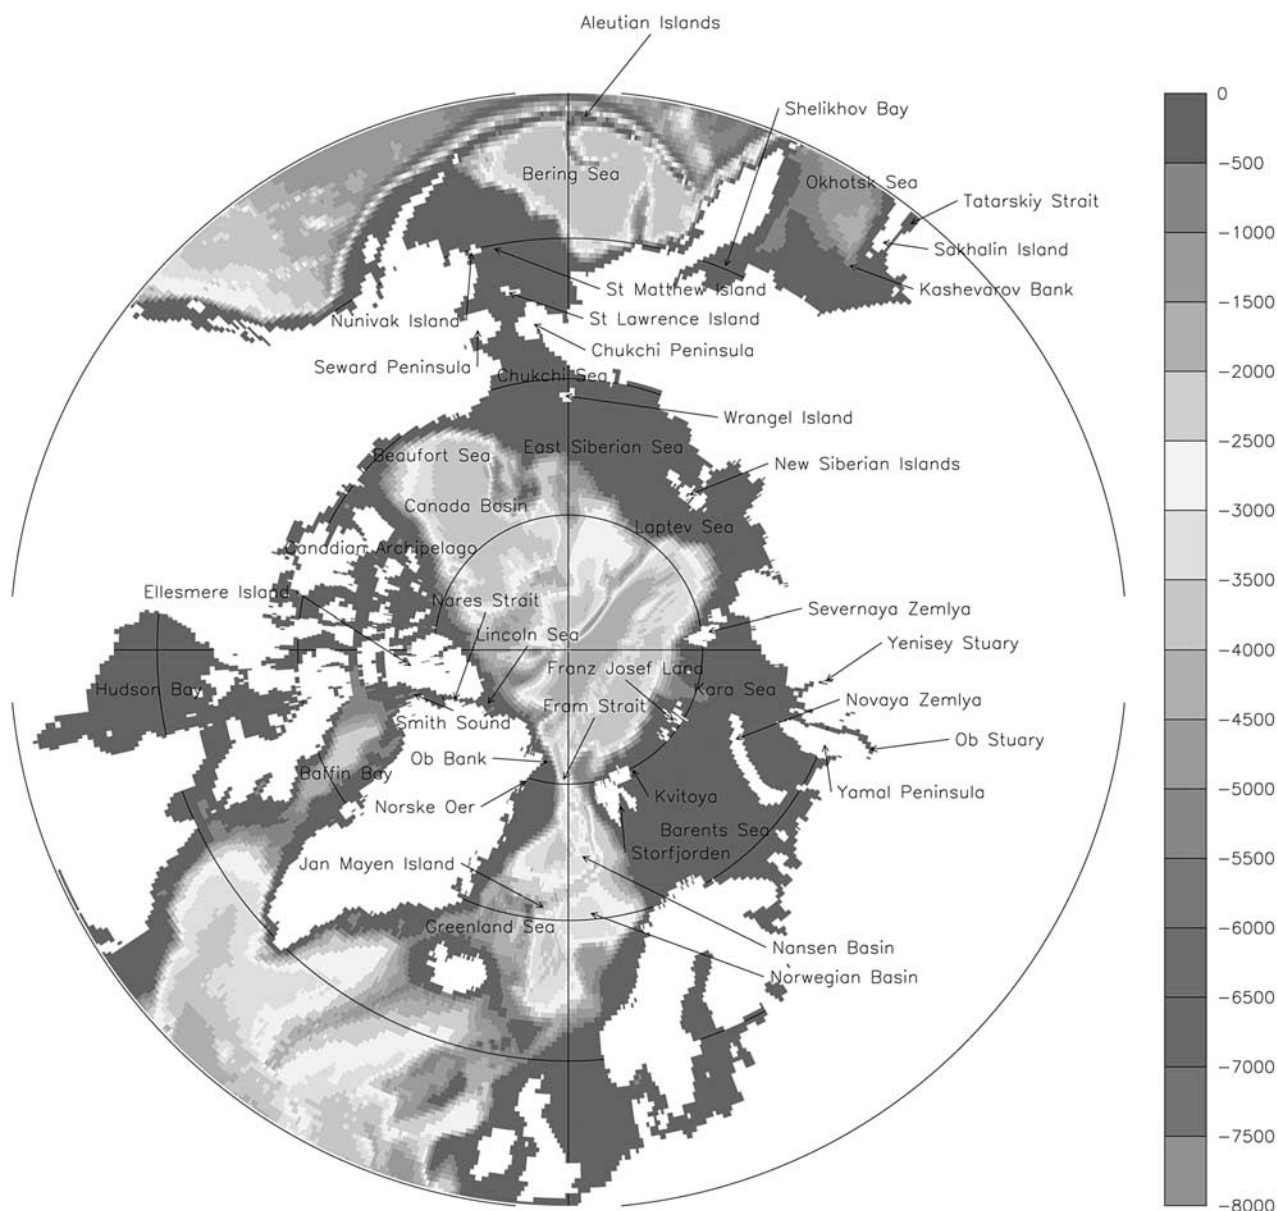 Aleutian Islands
0
Shelikhov Bay
-500
Bering Sea
Okhotsk Sea
Tatarskiy Strait
-1000
Sakhalin Island
St Matthew Island
Kashevarov Bank
-1500
Nunivak Island
St Lawrence Island
Chukchi Peninsula
Seward Peninsula
-2000
Chukchi Sea
Wrangel Island
-2500
East Siberian Sea
Beaufort Sea
New Siberian Islands
Canada Basin
-3000
Laptev Sea
Canadian Archipelago
-3500
Ellesmere Island
Nares Strait
Severnaya Zemlya
Lincoln Sea
Yenisey Stuary
-4000
Franz Josef Land
Hudson Bay
Kara Sea
Novaya Zemlya
Fram Strait
Smith Sound
-4500
Ob Stuary
Ob Bank
Baffin Bay
-5000
Norske Oer
Kvitoya
Yamal Peninsula
Barents Sea
Storfjorden
-5500
Jan Mayen Island
Greenland Sea
-6000
Nansen Basin
Norwegian Basin
-6500
-7000
-7500
-8000